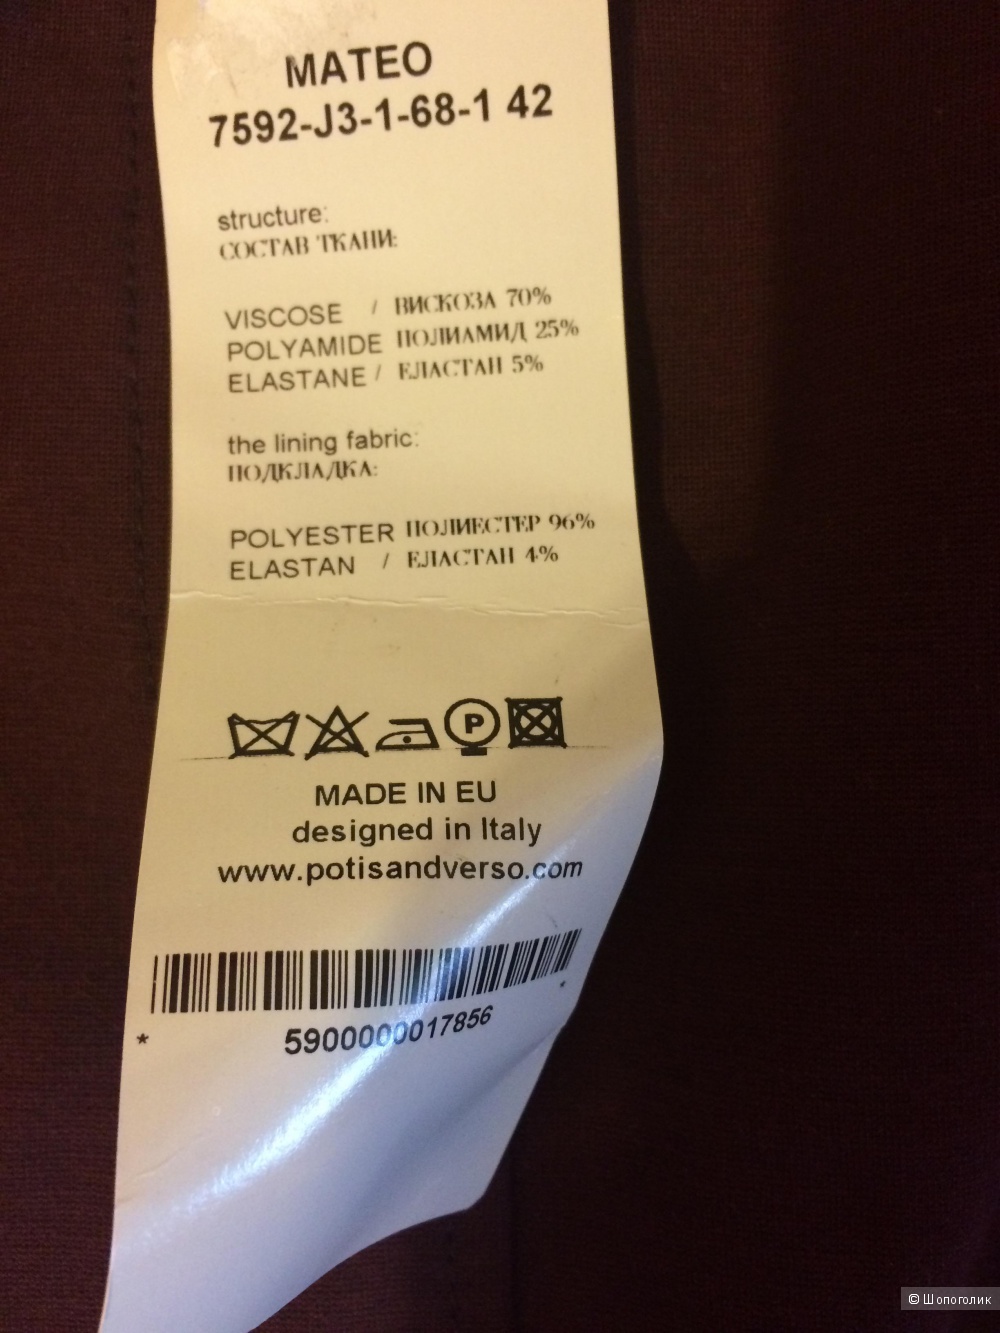 MATEO
7592-J3-1-68-1 42
structure:
СОСТАВ ТКАНИ:
VISCOSE / ВИСКОЗА 70%
POLYAMIDE ПОЛИАМИД 25%
ELASTANE / ЕЛАСТАН 5%
the lining fabric:
ПОДКЛАДКА:
POLYESTER ПОЛИЕСТЕР 96%
ELASTAN / ЕЛАСТАН 4%
P
MADE IN EU
designed in Italy
www.potisandverso.com
* 5900000017856 *
© Шопоголик